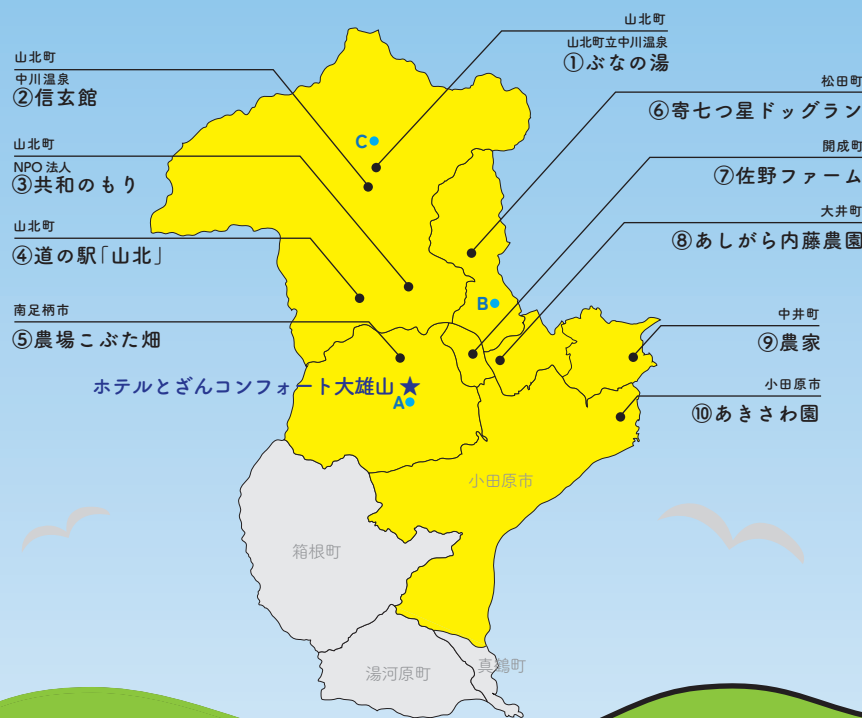 山北町
山北町立中川温泉
①ぶなの湯
山北町
中川温泉
②信玄館
山北町
NPO 法人
③共和のもり
山北町
④道の駅「山北」
南足柄市
⑤農場こぶた畑
松田町
⑥寄七つ星ドッグラン
開成町
⑦佐野ファーム
大井町
⑧あしがら内藤農園
中井町
⑨農家
小田原市
⑩あきさわ園
C
B
ホテルとざんコンフォート大雄山 ★
A
小田原市
箱根町
湯河原町
真鶴町